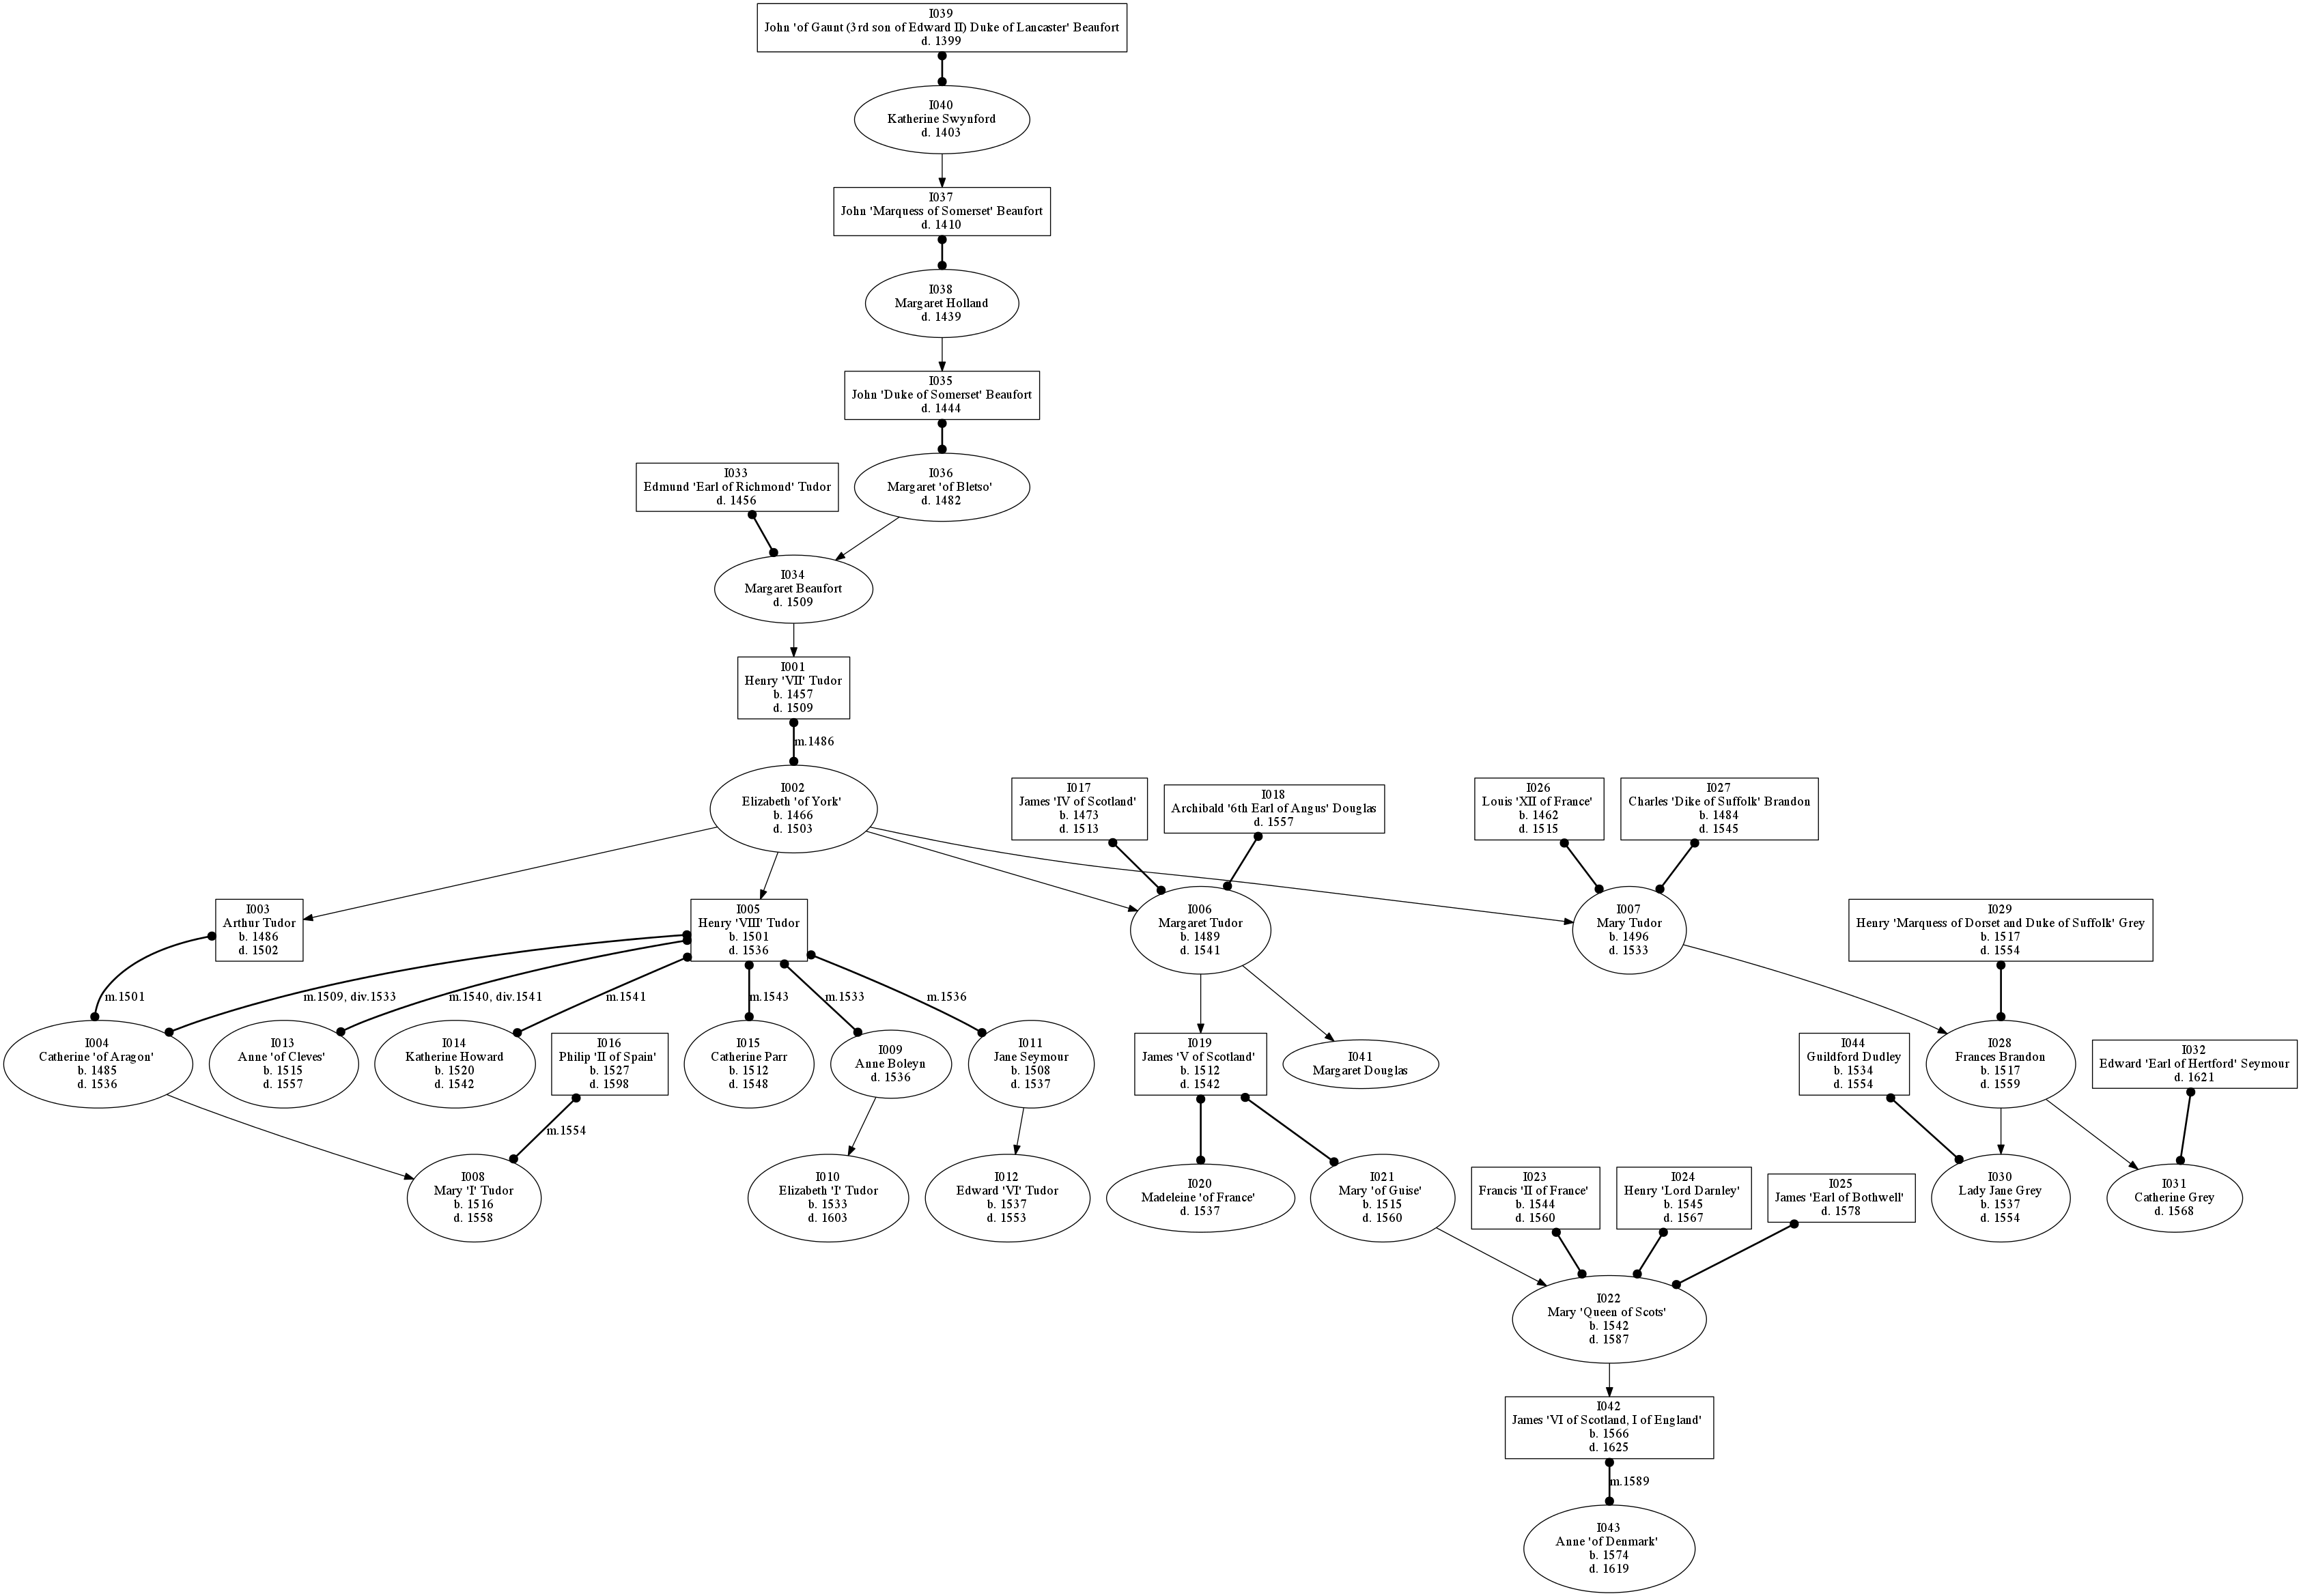 I039
John 'of Gaunt (3rd son of Edward II) Duke of Lancaster' Beaufort
d. 1399
I040
Katherine Swynford
d. 1403
I037
John 'Marquess of Somerset' Beaufort
d. 1410
I038
Margaret Holland
d. 1439
I035
John 'Duke of Somerset' Beaufort
d. 1444
I033
Edmund 'Earl of Richmond' Tudor
d. 1456
I036
Margaret 'of Bletso'
d. 1482
I034
Margaret Beaufort
d. 1509
I001
Henry 'VII' Tudor
b. 1457
d. 1509
m.1486
I002
Elizabeth 'of York'
b. 1466
d. 1503
I017
James 'IV of Scotland'
b. 1473
d. 1513
I018
Archibald '6th Earl of Angus' Douglas
d. 1557
I026
Louis 'XII of France'
b. 1462
d. 1515
I027
Charles 'Dike of Suffolk' Brandon
b. 1484
d. 1545
I003
Arthur Tudor
b. 1486
d. 1502
I005
Henry 'VIII' Tudor
b. 1501
d. 1536
I006
Margaret Tudor
b. 1489
d. 1541
I007
Mary Tudor
b. 1496
d. 1533
I029
Henry 'Marquess of Dorset and Duke of Suffolk' Grey
b. 1517
d. 1554
m.1501
m.1509, div.1533
m.1540, div.1541
m.1541
m.1543
m.1533
m.1536
I004
Catherine 'of Aragon'
b. 1485
d. 1536
I013
Anne 'of Cleves'
b. 1515
d. 1557
I014
Katherine Howard
b. 1520
d. 1542
I016
Philip 'II of Spain'
b. 1527
d. 1598
I015
Catherine Parr
b. 1512
d. 1548
I009
Anne Boleyn
d. 1536
I011
Jane Seymour
b. 1508
d. 1537
I019
James 'V of Scotland'
b. 1512
d. 1542
I041
Margaret Douglas
I044
Guildford Dudley
b. 1534
d. 1554
I028
Frances Brandon
b. 1517
d. 1559
I032
Edward 'Earl of Hertford' Seymour
d. 1621
m.1554
I008
Mary 'I' Tudor
b. 1516
d. 1558
I010
Elizabeth 'I' Tudor
b. 1533
d. 1603
I012
Edward 'VI' Tudor
b. 1537
d. 1553
I020
Madeleine 'of France'
d. 1537
I021
Mary 'of Guise'
b. 1515
d. 1560
I023
Francis 'II of France'
b. 1544
d. 1560
I024
Henry 'Lord Darnley'
b. 1545
d. 1567
I025
James 'Earl of Bothwell'
d. 1578
I030
Lady Jane Grey
b. 1537
d. 1554
I031
Catherine Grey
d. 1568
I022
Mary 'Queen of Scots'
b. 1542
d. 1587
I042
James 'VI of Scotland, I of England'
b. 1566
d. 1625
m.1589
I043
Anne 'of Denmark'
b. 1574
d. 1619